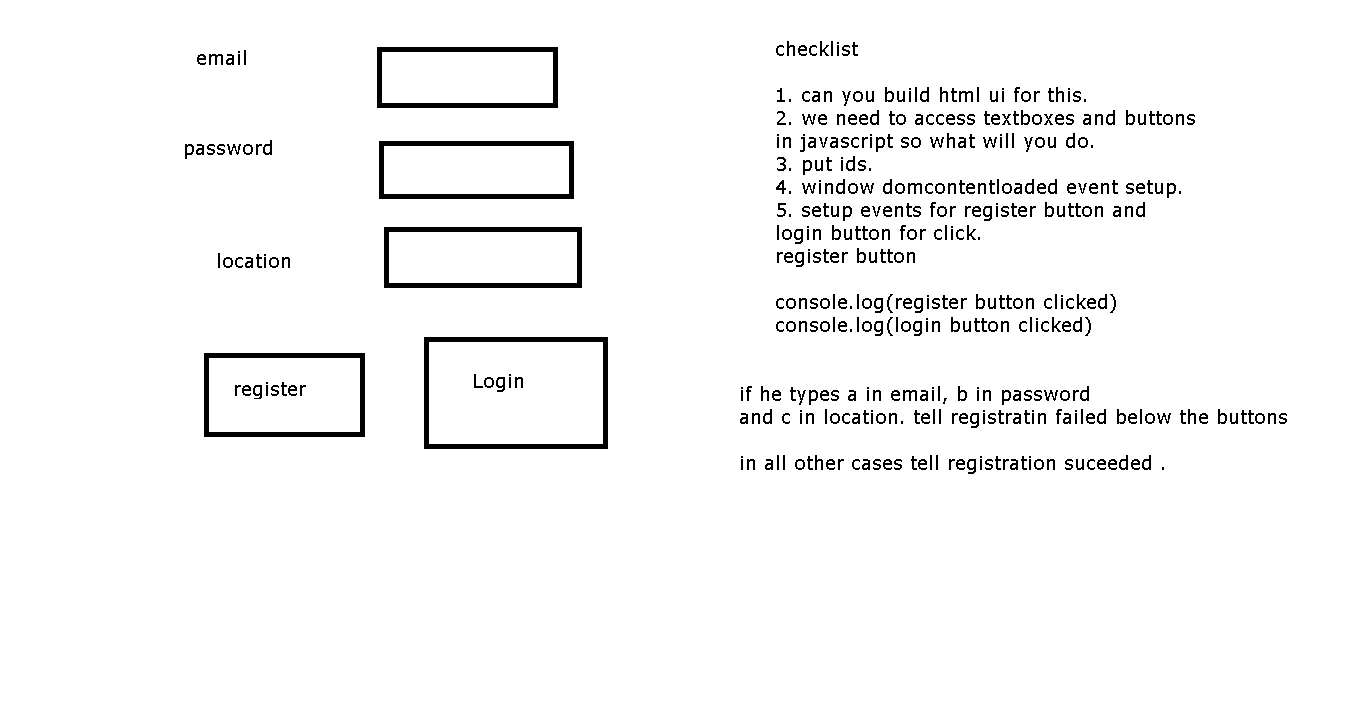 email
password
location
register
Login
checklist
1. can you build html ui for this.
2. we need to access textboxes and buttons
in javascript so what will you do.
3. put ids.
4. window domcontentloaded event setup.
5. setup events for register button and
login button for click.
register button
console.log(register button clicked)
console.log(login button clicked)
if he types a in email, b in password
and c in location. tell registratin failed below the buttons
in all other cases tell registration suceeded .